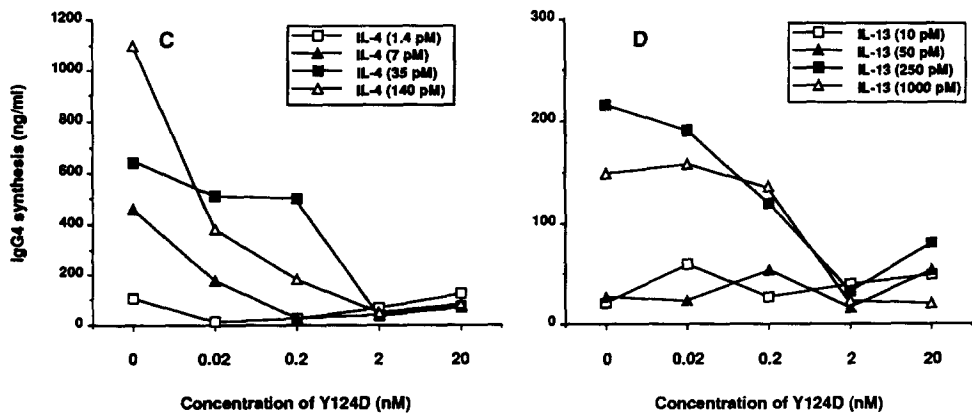 C
IL-4 (1.4 pM)
IL-4 (7 pM)
IL-4 (35 pM)
IL-4 (140 pM)
IgG4 synthesis (ng/ml)
1200
1000
800
600
400
200
0
0 0.02 0.2 2 20
Concentration of Y124D (nM)
D
IL-13 (10 pM)
IL-13 (50 pM)
IL-13 (250 pM)
IL-13 (1000 pM)
300
200
100
0
0 0.02 0.2 2 20
Concentration of Y124D (nM)